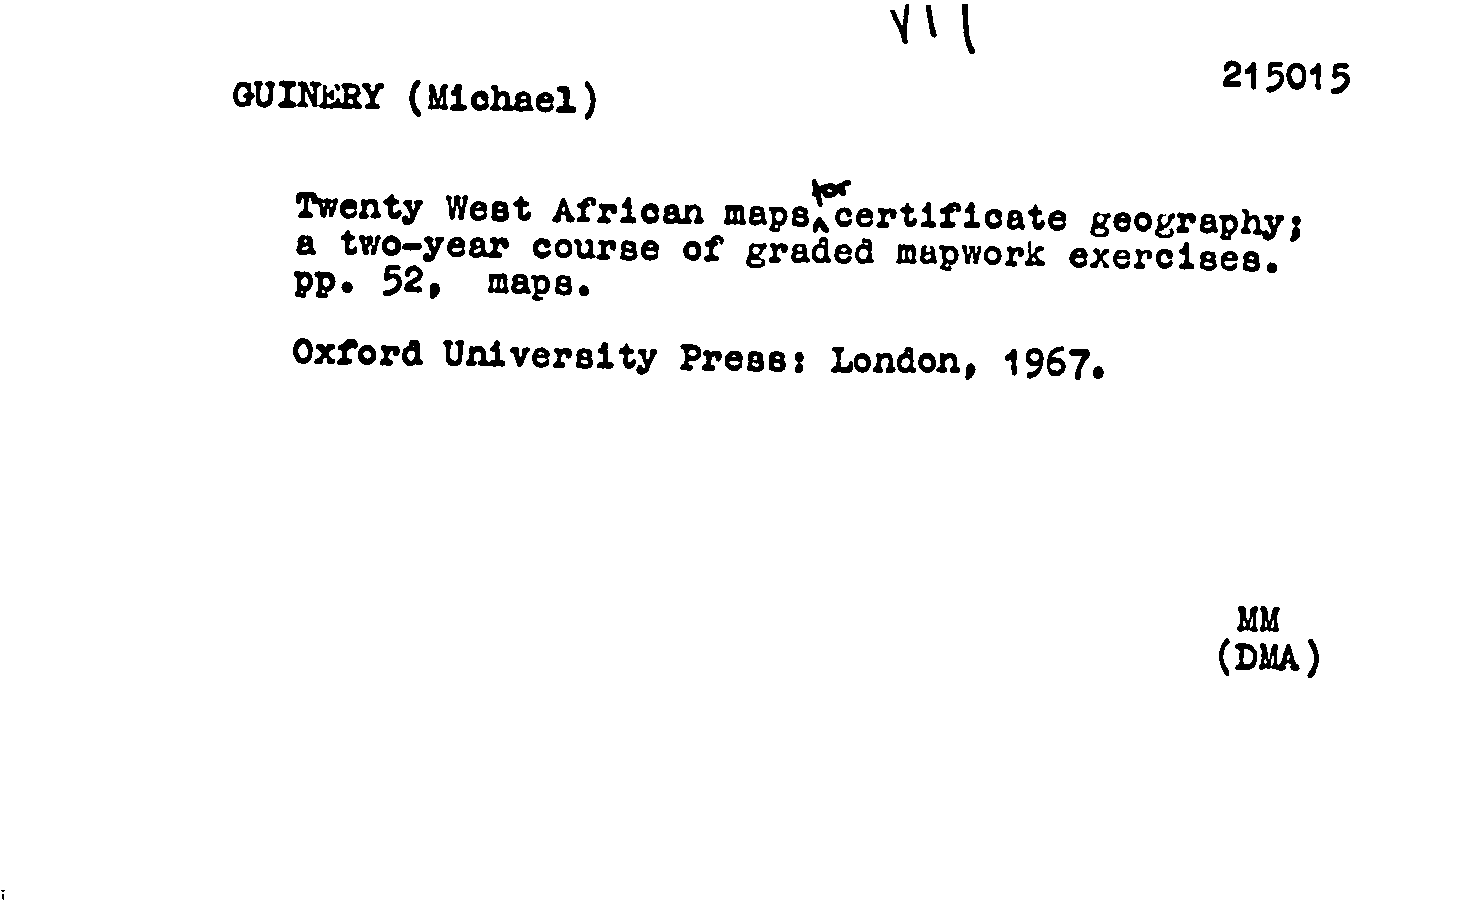 VII
215015
GUINERY (Michael)
Twenty West African maps for certificate geography;
a two-year course of graded mapwork exercises.
pp. 52, maps.
Oxford University Press: London, 1967.
MM
(DMA)